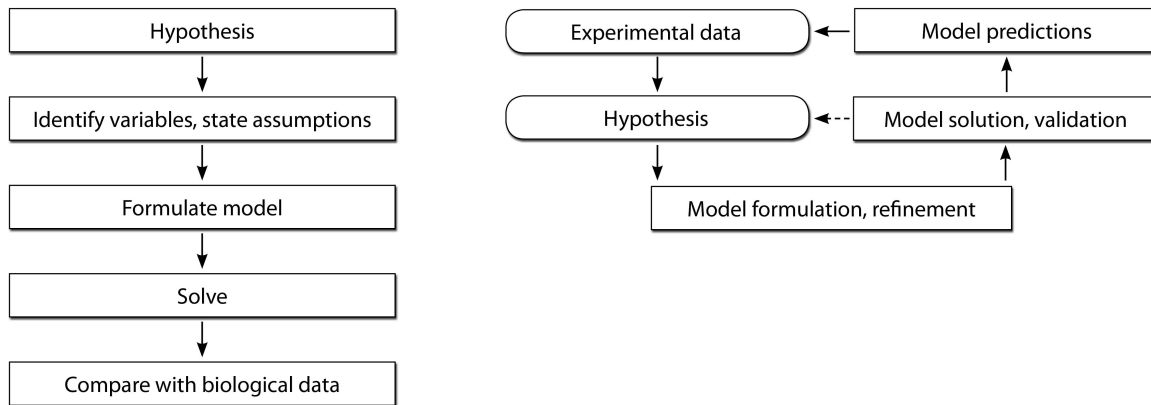 Hypothesis
Identify variables, state assumptions
Formulate model
Solve
Compare with biological data
Experimental data
Model predictions
Hypothesis
Model solution, validation
Model formulation, refinement